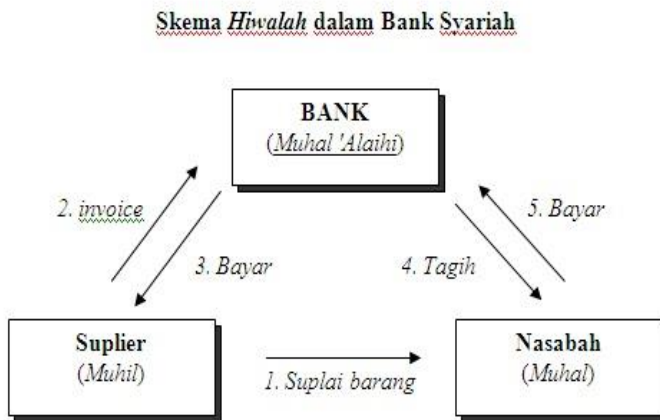 Skema Hiwalah dalam Bank Syariah
BANK
(Muhal 'Alaihi)
2. invoice
5. Bayar
3. Bayar
4. Tagih
Suplier
(Muhil)
1. Suplai barang
Nasabah
(Muhal)